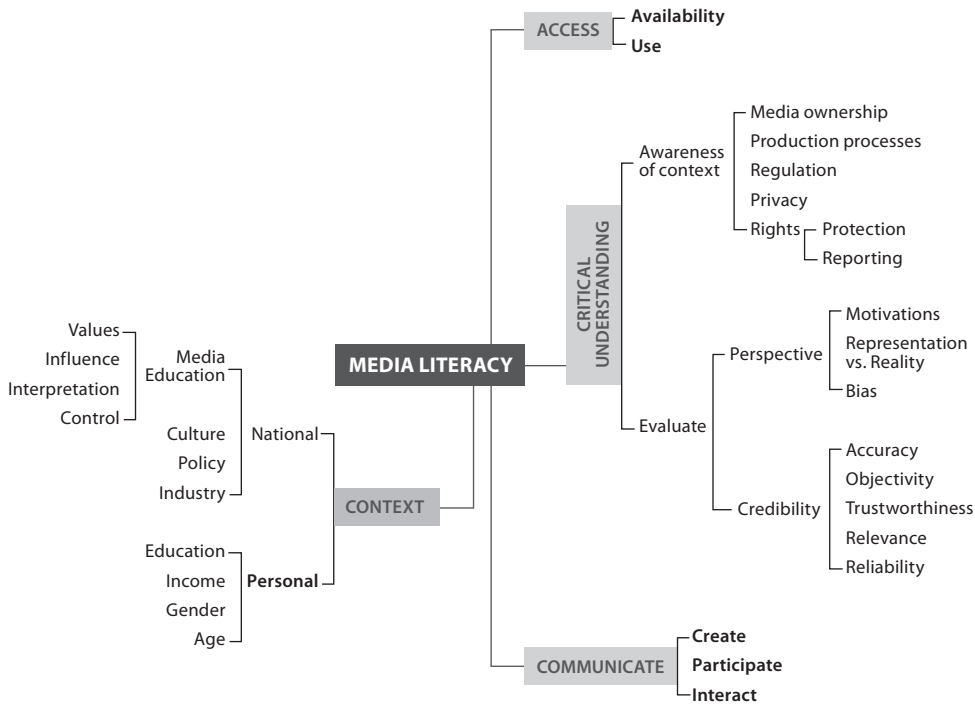 ACCESS
Availability
Use
CRITICAL
UNDERSTANDING
Awareness
of context
Media ownership
Production processes
Regulation
Privacy
Rights
Protection
Reporting
Evaluate
Perspective
Motivations
Representation
vs. Reality
Bias
Credibility
Accuracy
Objectivity
Trustworthiness
Relevance
Reliability
MEDIA LITERACY
CONTEXT
National
Media
Education
Values
Influence
Interpretation
Control
Culture
Policy
Industry
Personal
Education
Income
Gender
Age
COMMUNICATE
Create
Participate
Interact